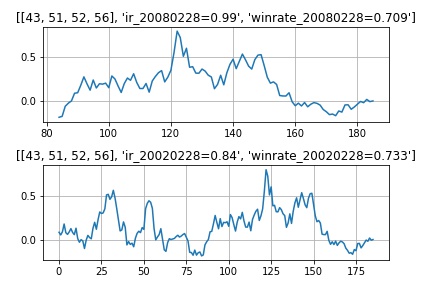 [[43, 51, 52, 56], 'ir_20080228=0.99', 'winrate_20080228=0.709']
0.5
0.0
80 100 120 140 160 180
[[43, 51, 52, 56], 'ir_20020228=0.84', 'winrate_20020228=0.733']
0.5
0.0
0 25 50 75 100 125 150 175